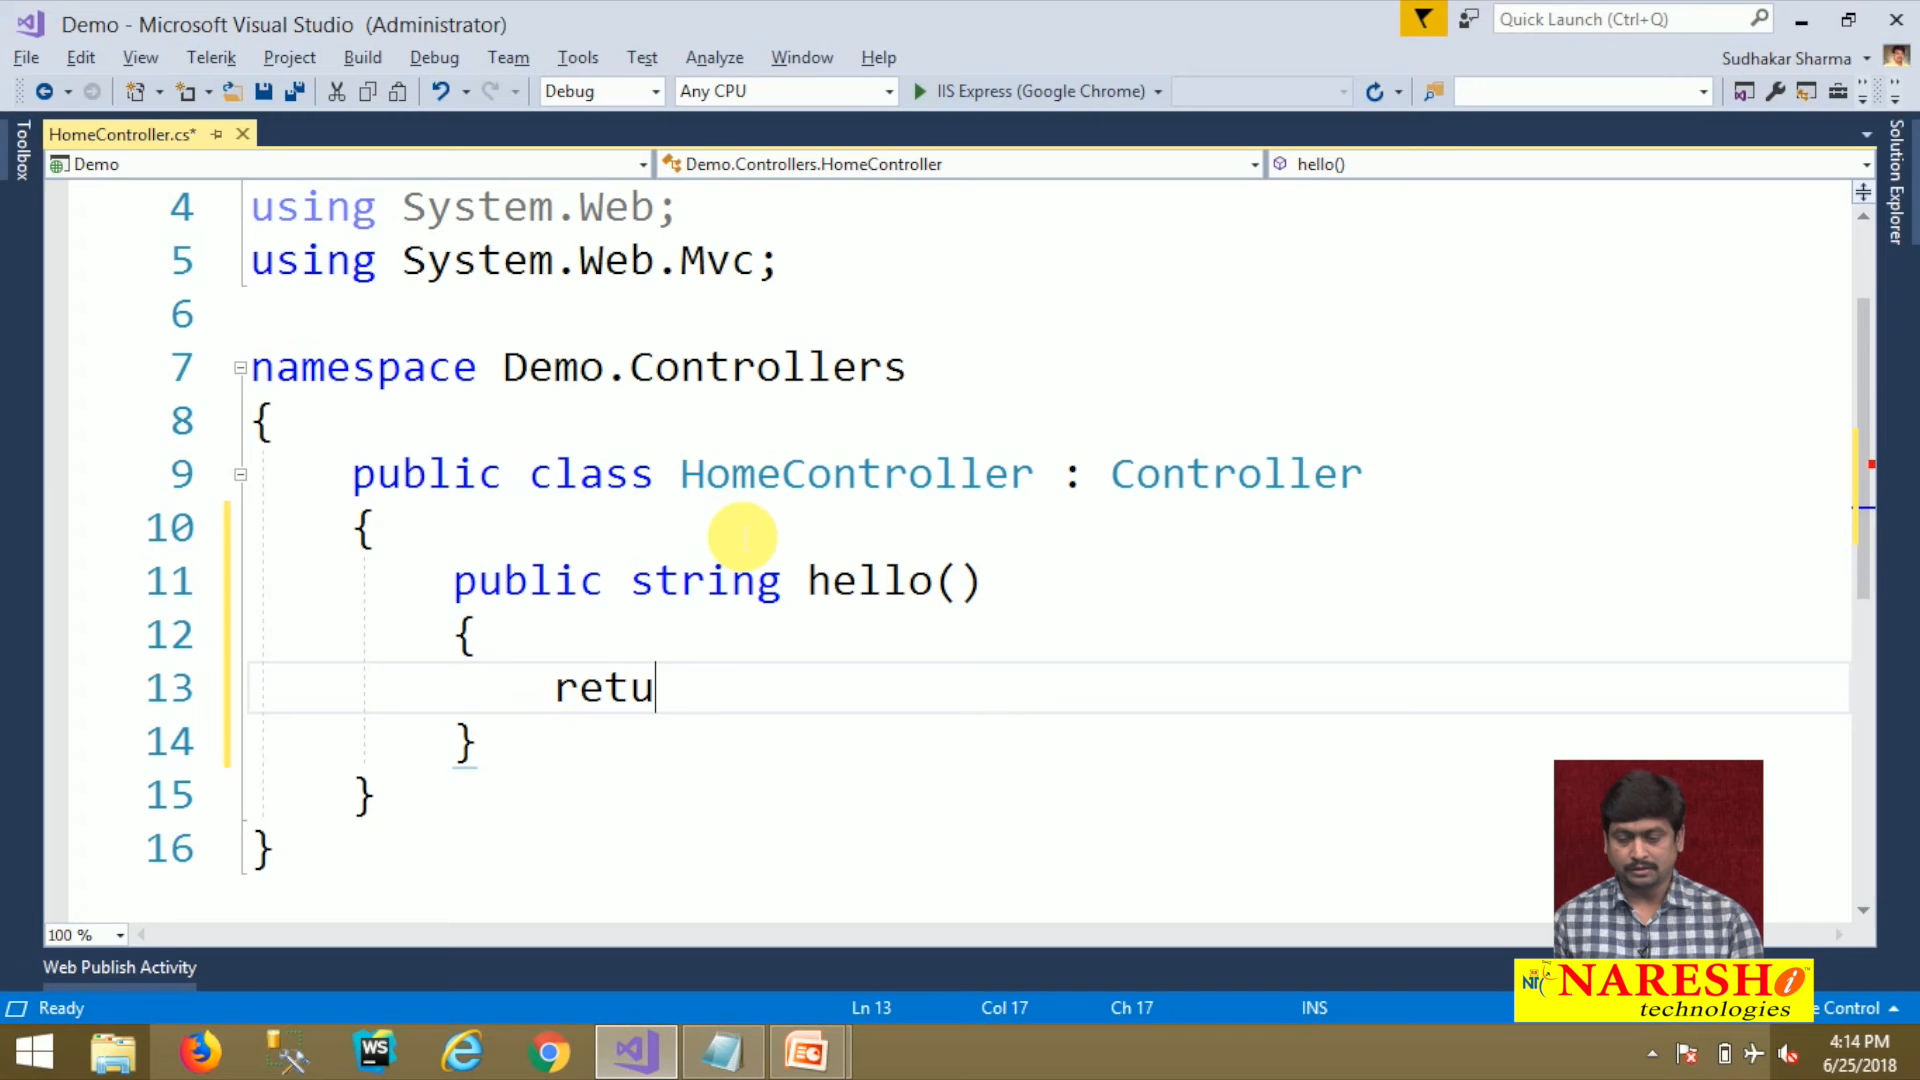 Demo - Microsoft Visual Studio (Administrator)
Quick Launch (Ctrl+Q)
File Edit View Telerik Project Build Debug Team Tools Test Analyze Window Help
Sudhakar Sharma
Debug Any CPU IIS Express (Google Chrome)
Toolbox
HomeController.cs*
Solution Explorer
Demo Demo.Controllers.HomeController hello()
4 using System.Web;
5 using System.Web.Mvc;
6
7 namespace Demo.Controllers
8 {
9 public class HomeController : Controller
10 {
11 public string hello()
12 {
13 retu
14 }
15 }
16 }
100 %
Web Publish Activity
NARESH i
technologies
Ready Ln 13 Col 17 Ch 17 INS
Control
WS
4:14 PM
6/25/2018